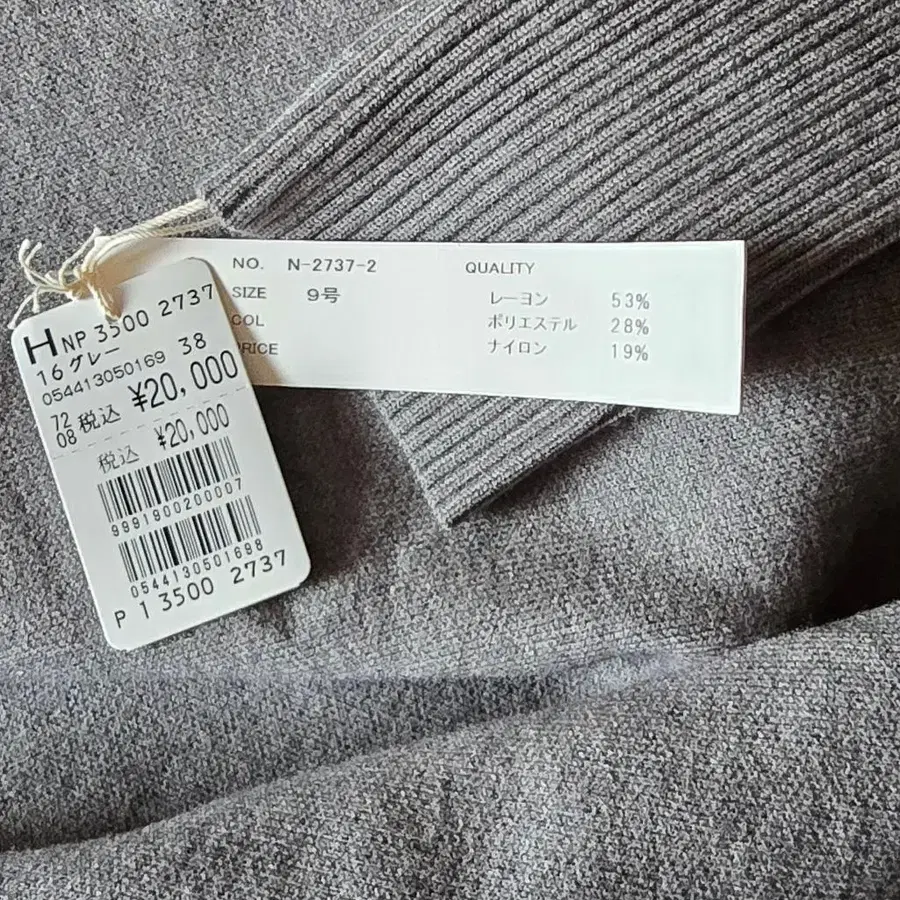 NO. N-2737-2
SIZE 9号
COL
PRICE
QUALITY
レーヨン 53%
ポリエステル 28%
ナイロン 19%
H NP 3500 2737
16 グレー 38
054413050169
72
08 税込 ¥20,000
税込 ¥20,000
9991900200007
0544130501698
P 1 3500 2737